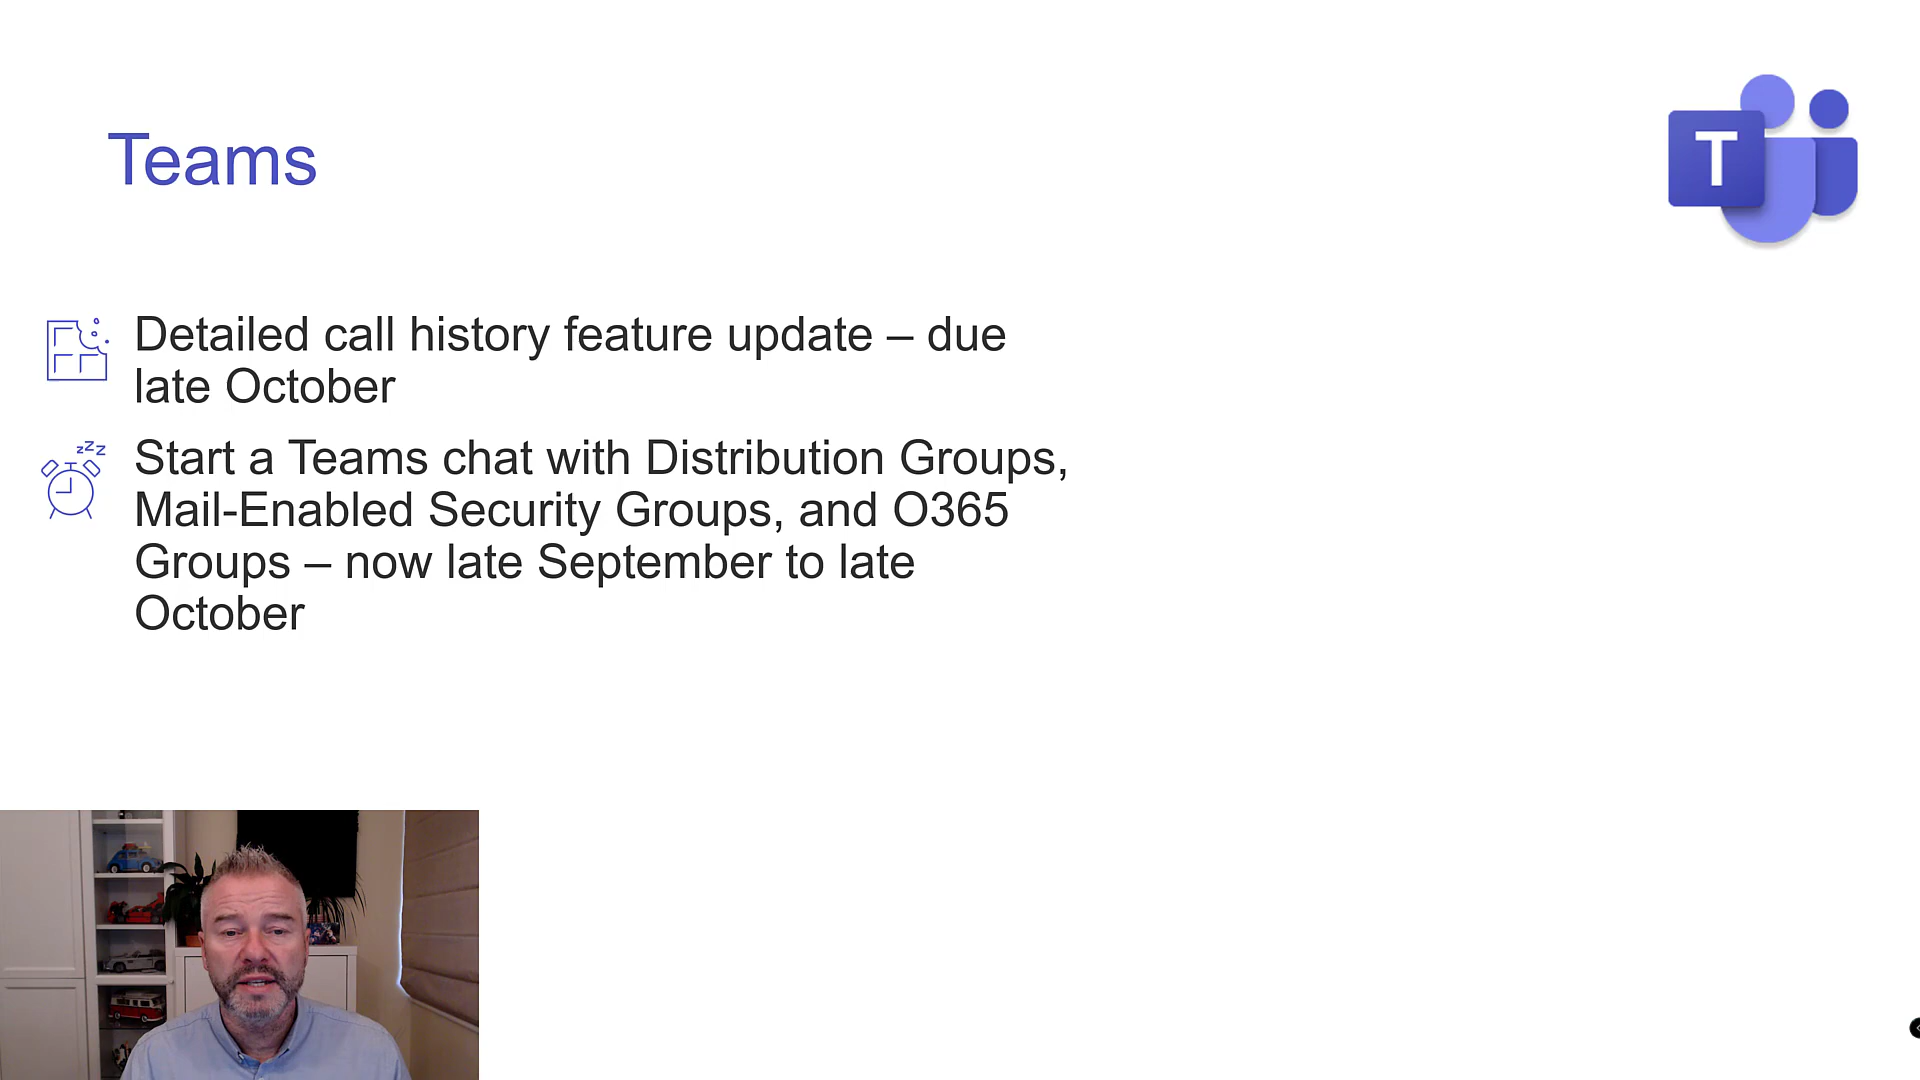 Teams
T
Detailed call history feature update – due
late October
zzz
Start a Teams chat with Distribution Groups,
Mail-Enabled Security Groups, and O365
Groups – now late September to late
October